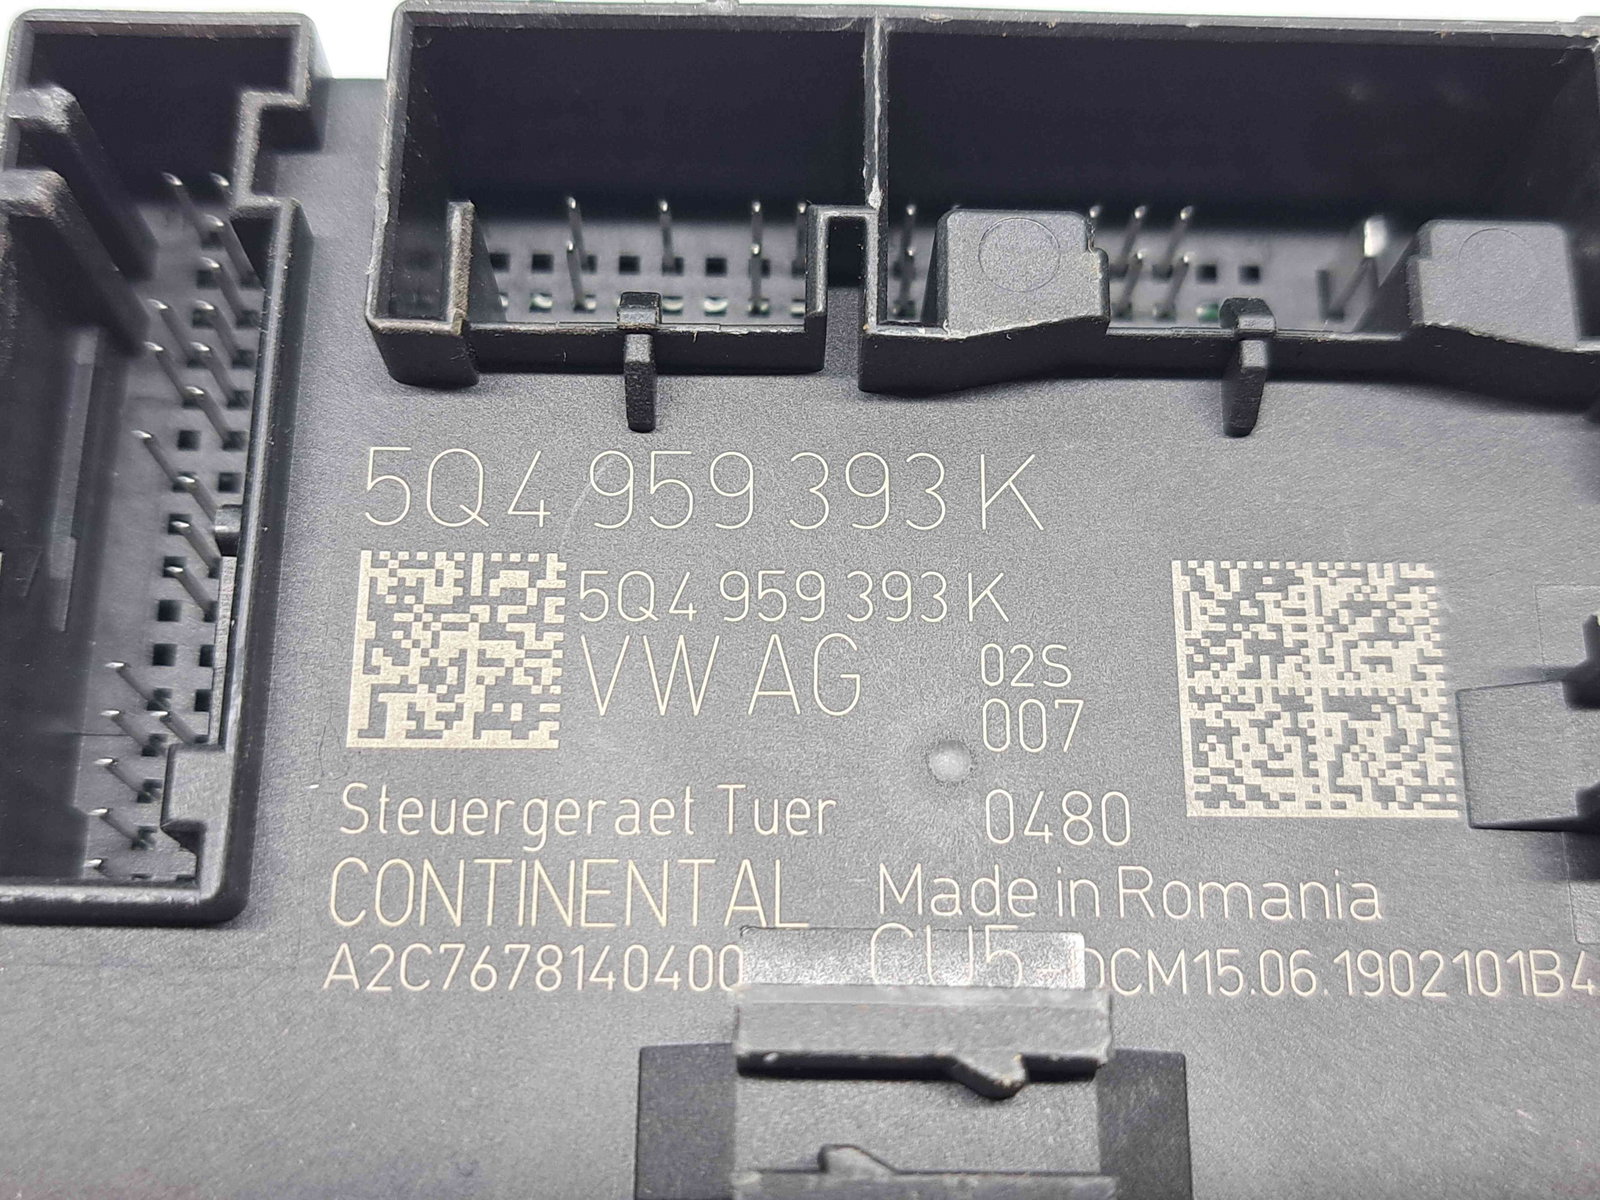 5Q4 959 393 K
5Q4 959 393 K
VW AG
02S
007
Steuergeraet Tuer
0480
CONTINENTAL
Made in Romania
A2C7678140400
CU5
DCM15.06.1902101B4